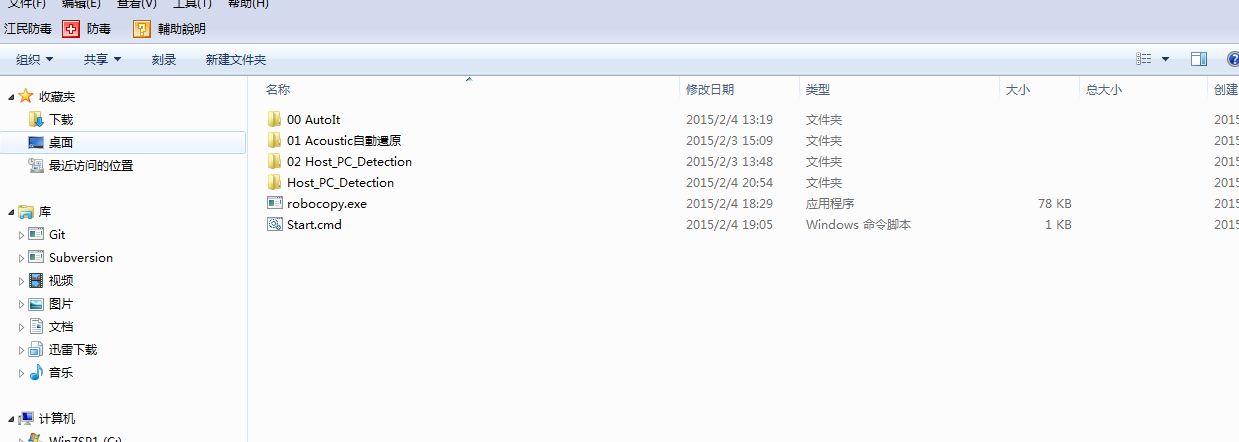 文件(F) 编辑(E) 查看(V) 工具(T) 帮助(H)
江民防毒 防毒 輔助說明
组织 共享 刻录 新建文件夹
名称 修改日期 类型 大小 总大小 创建
00 AutoIt 2015/2/4 13:19 文件夹 2015
01 Acoustic自動還原 2015/2/3 15:09 文件夹 2015
02 Host_PC_Detection 2015/2/3 13:48 文件夹 2015
Host_PC_Detection 2015/2/4 20:54 文件夹 2015
robocopy.exe 2015/2/4 18:29 应用程序 78 KB 2015
Start.cmd 2015/2/4 19:05 Windows 命令脚本 1 KB 2015
收藏夹
下载
桌面
最近访问的位置
库
Git
Subversion
视频
图片
文档
迅雷下载
音乐
计算机
Win7SP1 (C:)